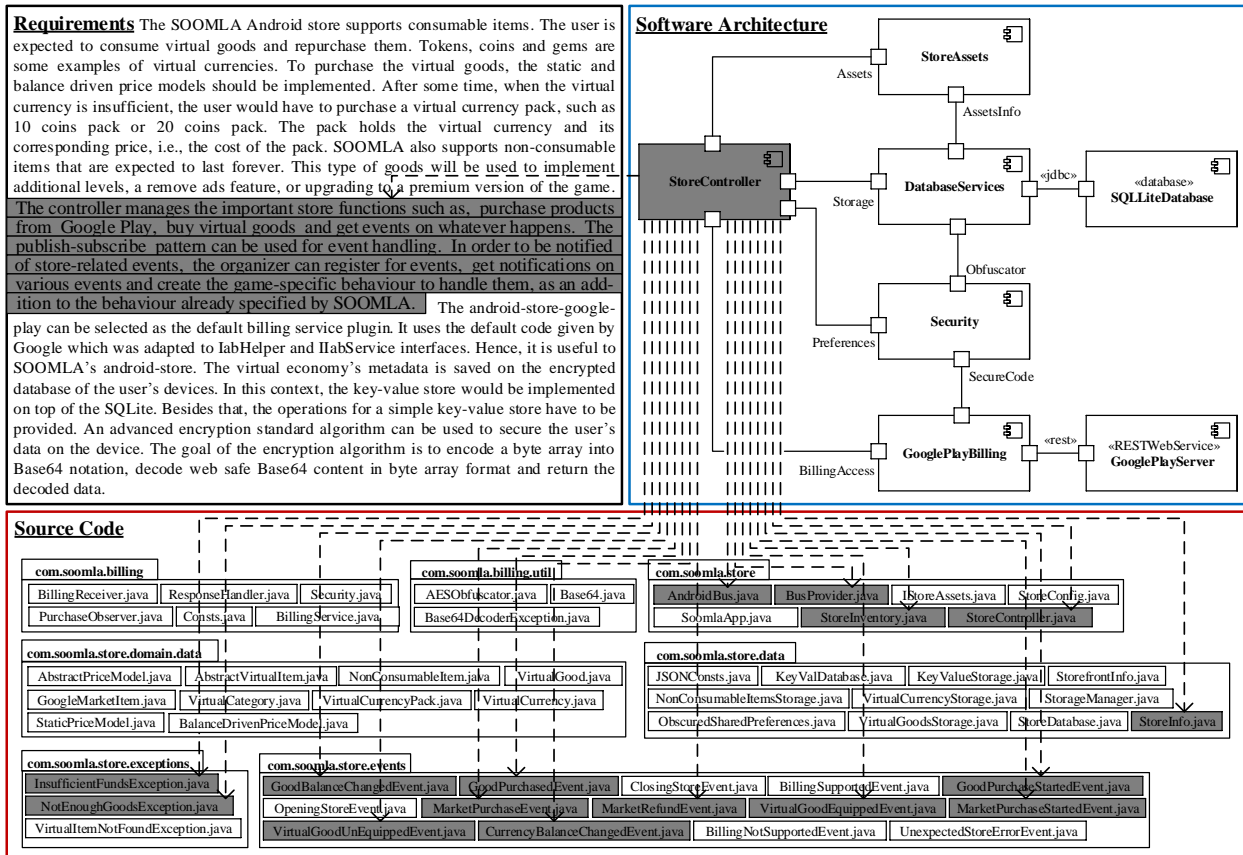 Requirements The SOOMLA Android store supports consumable items. The user is
expected to consume virtual goods and repurchase them. Tokens, coins and gems are
some examples of virtual currencies. To purchase the virtual goods, the static and
balance driven price models should be implemented. After some time, when the virtual
currency is insufficient, the user would have to purchase a virtual currency pack, such as
10 coins pack or 20 coins pack. The pack holds the virtual currency and its
corresponding price, i.e., the cost of the pack. SOOMLA also supports non-consumable
items that are expected to last forever. This type of goods will be used to implement
additional levels, a remove ads feature, or upgrading to a premium version of the game.
The controller manages the important store functions such as, purchase products
from Google Play, buy virtual goods and get events on whatever happens. The
publish-subscribe pattern can be used for event handling. In order to be notified
of store-related events, the organizer can register for events, get notifications on
various events and create the game-specific behaviour to handle them, as an ad-
dition to the behaviour already specified by SOOMLA. The android-store-google-
play can be selected as the default billing service plugin. It uses the default code given by
Google which was adapted to IabHelper and IIabService interfaces. Hence, it is useful to
SOOMLA's android-store. The virtual economy's metadata is saved on the encrypted
database of the user's devices. In this context, the key-value store would be implemented
on top of the SQLite. Besides that, the operations for a simple key-value store have to be
provided. An advanced encryption standard algorithm can be used to secure the user's
data on the device. The goal of the encryption algorithm is to encode a byte array into
Base64 notation, decode web safe Base64 content in byte array format and return the
decoded data.
Software Architecture
StoreAssets
Assets
AssetsInfo
StoreController
DatabaseServices
Storage
«jdbc»
«database»
SQLLiteDatabase
Obfuscator
Security
Preferences
SecureCode
GooglePlayBilling
BillingAccess
«rest»
«RESTWebService»
GooglePlayServer
Source Code
com.soomla.billing
BillingReceiver.java ResponseHandler.java Security.java
PurchaseObserver.java Consts.java BillingService.java
com.soomla.billing.util
AESObfuscator.java Base64.java
Base64DecoderException.java
com.soomla.store
AndroidBus.java BusProvider.java IStoreAssets.java StoreConfig.java
SoomlaApp.java StoreInventory.java StoreController.java
com.soomla.store.domain.data
AbstractPriceModel.java AbstractVirtualItem.java NonConsumableItem.java VirtualGood.java
GoogleMarketItem.java VirtualCategory.java VirtualCurrencyPack.java VirtualCurrency.java
StaticPriceModel.java BalanceDrivenPriceModel.java
com.soomla.store.data
JSONConsts.java KeyValDatabase.java KeyValueStorage.java StorefrontInfo.java
NonConsumableItemsStorage.java VirtualCurrencyStorage.java StorageManager.java
ObscuredSharedPreferences.java VirtualGoodsStorage.java StoreDatabase.java StoreInfo.java
com.soomla.store.exceptions
InsufficientFundsException.java
NotEnoughGoodsException.java
VirtualItemNotFoundException.java
com.soomla.store.events
GoodBalanceChangedEvent.java GoodPurchasedEvent.java ClosingStoreEvent.java BillingSupportedEvent.java GoodPurchaseStartedEvent.java
OpeningStoreEvent.java MarketPurchaseEvent.java MarketRefundEvent.java VirtualGoodEquippedEvent.java MarketPurchaseStartedEvent.java
VirtualGoodUnEquippedEvent.java CurrencyBalanceChangedEvent.java BillingNotSupportedEvent.java UnexpectedStoreErrorEvent.java